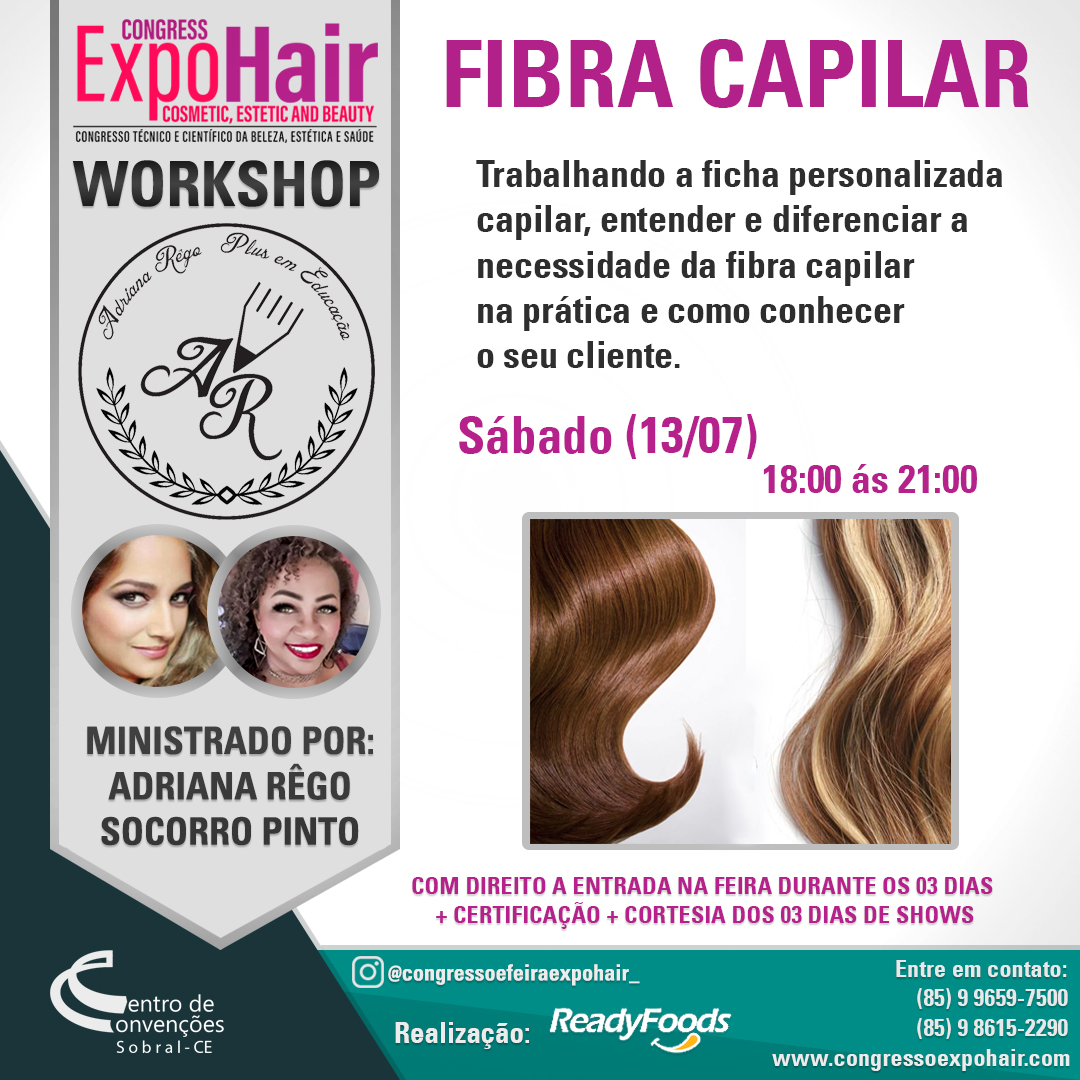 CONGRESS
ExpoHair
COSMETIC, ESTETIC AND BEAUTY
CONGRESSO TÉCNICO E CIENTÍFICO DA BELEZA, ESTÉTICA E SAÚDE
WORKSHOP
Adriana Rêgo Plus em Educação
AR
MINISTRADO POR:
ADRIANA RÊGO
SOCORRO PINTO
FIBRA CAPILAR
Trabalhando a ficha personalizada
capilar, entender e diferenciar a
necessidade da fibra capilar
na prática e como conhecer
o seu cliente.
Sábado (13/07)
18:00 ás 21:00
COM DIREITO A ENTRADA NA FEIRA DURANTE OS 03 DIAS
+ CERTIFICAÇÃO + CORTESIA DOS 03 DIAS DE SHOWS
Centro de
Convenções
Sobral-CE
@congressoefeiraexpohair_
Realização: ReadyFoods
Entre em contato:
(85) 9 9659-7500
(85) 9 8615-2290
www.congressoexpohair.com